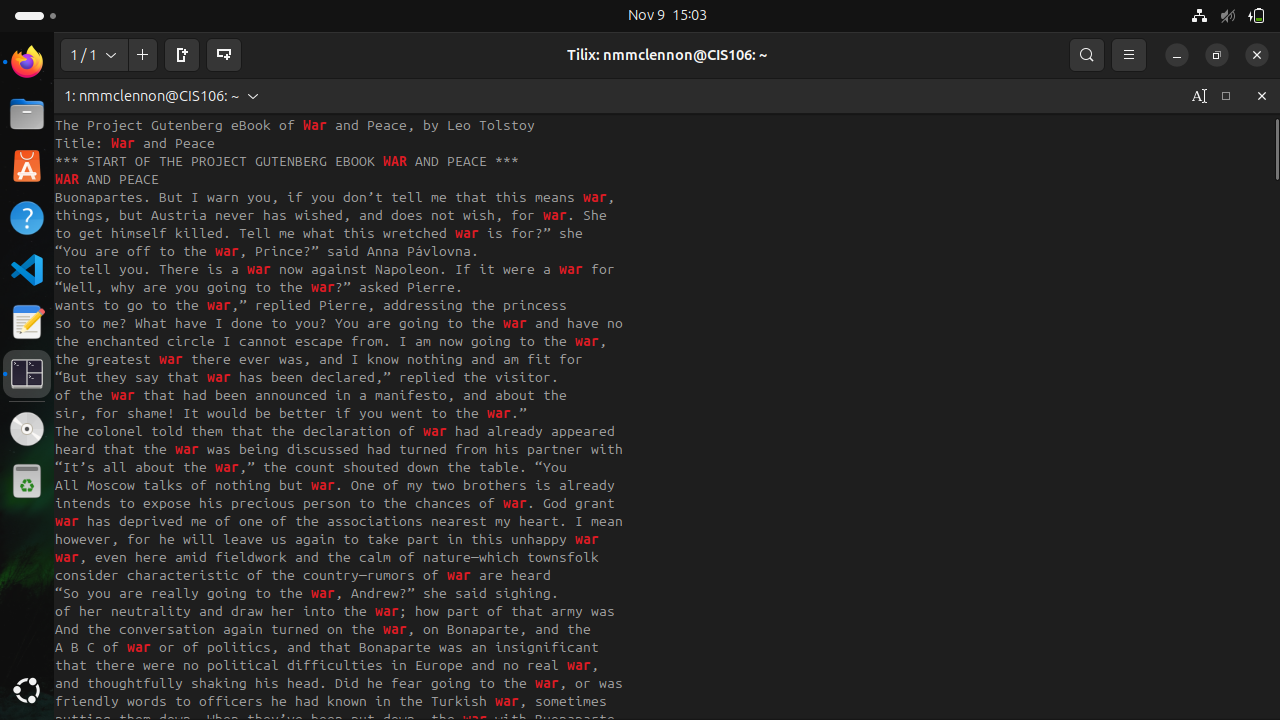 Nov 9 15:03
1 / 1
Tilix: nmmclennon@CIS106: ~
1: nmmclennon@CIS106: ~
The Project Gutenberg eBook of War and Peace, by Leo Tolstoy
Title: War and Peace
*** START OF THE PROJECT GUTENBERG EBOOK WAR AND PEACE ***
WAR AND PEACE
Buonapartes. But I warn you, if you don’t tell me that this means war,
things, but Austria never has wished, and does not wish, for war. She
to get himself killed. Tell me what this wretched war is for?” she
“You are off to the war, Prince?” said Anna Pávlovna.
to tell you. There is a war now against Napoleon. If it were a war for
“Well, why are you going to the war?” asked Pierre.
wants to go to the war,” replied Pierre, addressing the princess
so to me? What have I done to you? You are going to the war and have no
the enchanted circle I cannot escape from. I am now going to the war,
the greatest war there ever was, and I know nothing and am fit for
“But they say that war has been declared,” replied the visitor.
of the war that had been announced in a manifesto, and about the
sir, for shame! It would be better if you went to the war.”
The colonel told them that the declaration of war had already appeared
heard that the war was being discussed had turned from his partner with
“It’s all about the war,” the count shouted down the table. “You
All Moscow talks of nothing but war. One of my two brothers is already
intends to expose his precious person to the chances of war. God grant
war has deprived me of one of the associations nearest my heart. I mean
however, for he will leave us again to take part in this unhappy war
war, even here amid fieldwork and the calm of nature—which townsfolk
consider characteristic of the country—rumors of war are heard
“So you are really going to the war, Andrew?” she said sighing.
of her neutrality and draw her into the war; how part of that army was
And the conversation again turned on the war, on Bonaparte, and the
A B C of war or of politics, and that Bonaparte was an insignificant
that there were no political difficulties in Europe and no real war,
and thoughtfully shaking his head. Did he fear going to the war, or was
friendly words to officers he had known in the Turkish war, sometimes
putting them down. When they’ve been put down, the war with Buonaparte